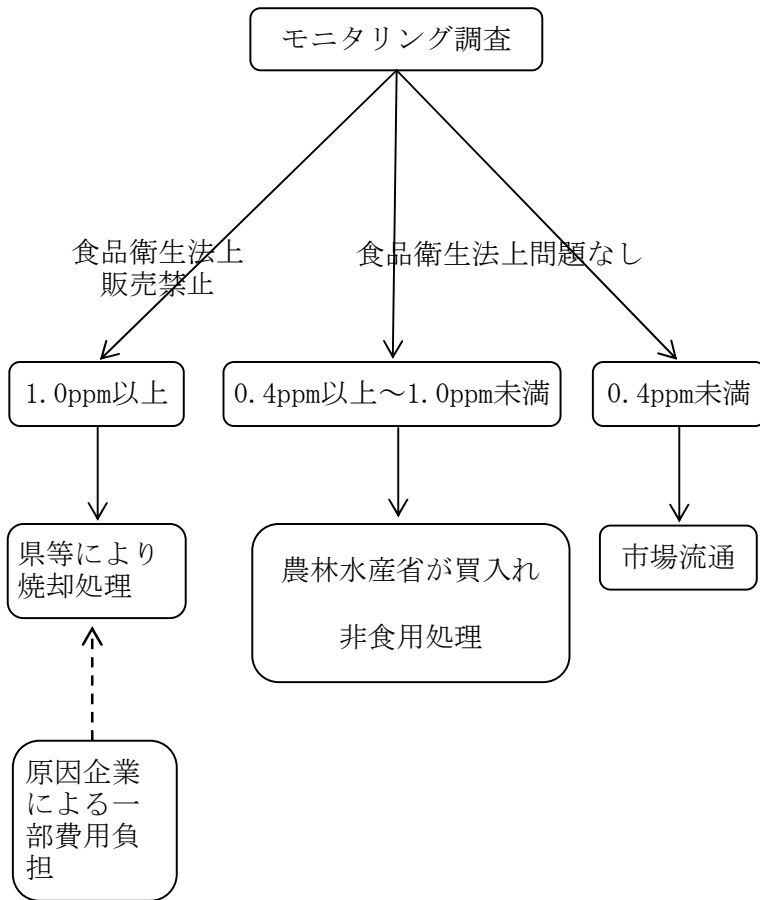 モニタリング調査
食品衛生法上
販売禁止
食品衛生法上問題なし
1.0ppm以上
0.4ppm以上～1.0ppm未満
0.4ppm未満
県等により
焼却処理
農林水産省が買入れ
非食用処理
市場流通
原因企業
による一
部費用負
担